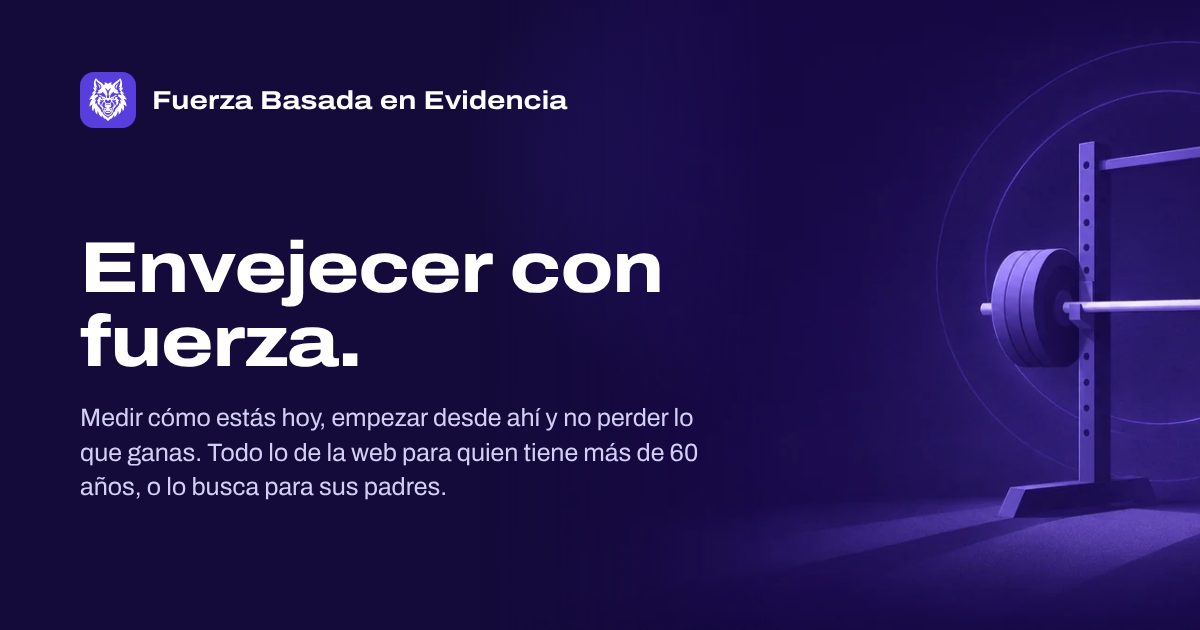 Fuerza Basada en Evidencia
Envejecer con
fuerza.
Medir cómo estás hoy, empezar desde ahí y no perder lo
que ganas. Todo lo de la web para quien tiene más de 60
años, o lo busca para sus padres.